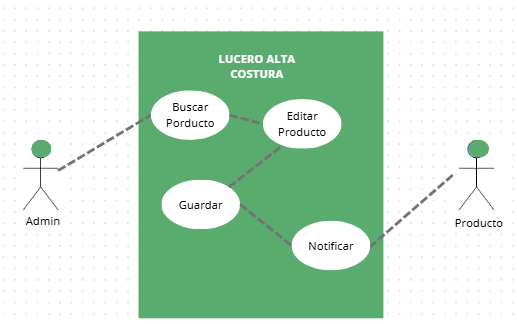 LUCERO ALTA
COSTURA
Buscar
Porducto
Editar
Producto
Guardar
Notificar
Admin
Producto